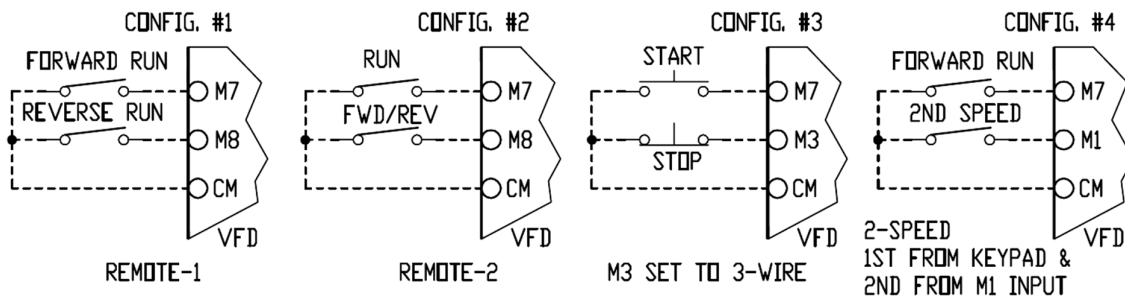 CONFIG. #1
FORWARD RUN
M7
REVERSE RUN
M8
CM
VFD
REMOTE-1
CONFIG. #2
RUN
M7
FWD/REV
M8
CM
VFD
REMOTE-2
CONFIG. #3
START
M7
M3
STOP
CM
VFD
M3 SET TO 3-WIRE
CONFIG. #4
FORWARD RUN
M7
2ND SPEED
M1
CM
VFD
2-SPEED
1ST FROM KEYPAD &
2ND FROM M1 INPUT